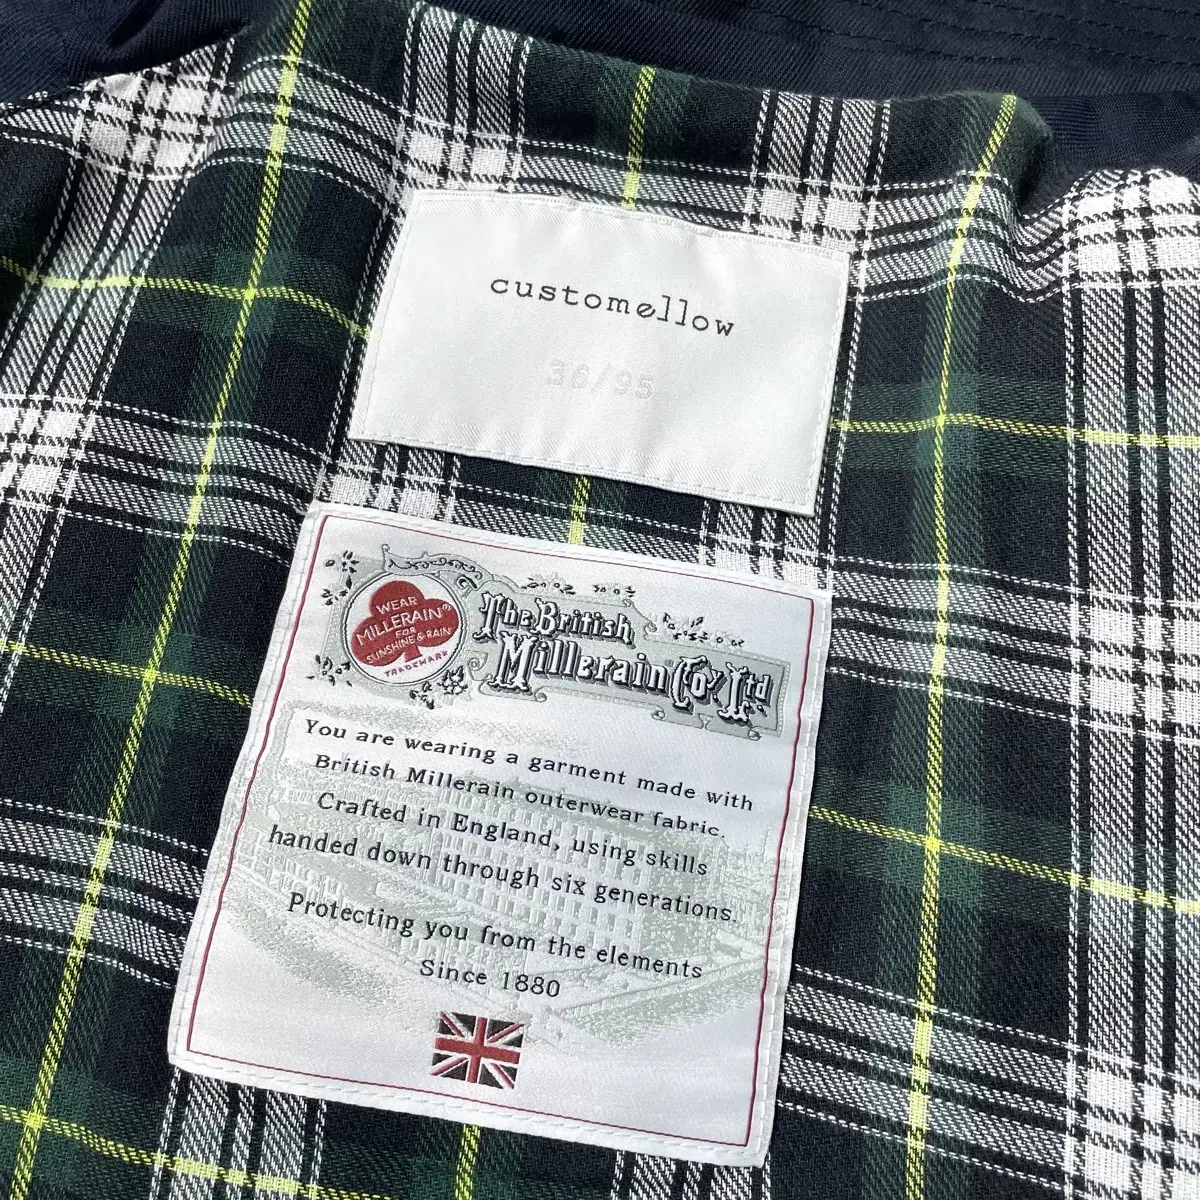 customellow
36/95
WEAR
MILLERAIN®
FOR
SUNSHINE & RAIN
TRADEMARK
The British
Millerain Coy Ltd
You are wearing a garment made with
British Millerain outerwear fabric.
Crafted in England, using skills
handed down through six generations.
Protecting you from the elements
Since 1880